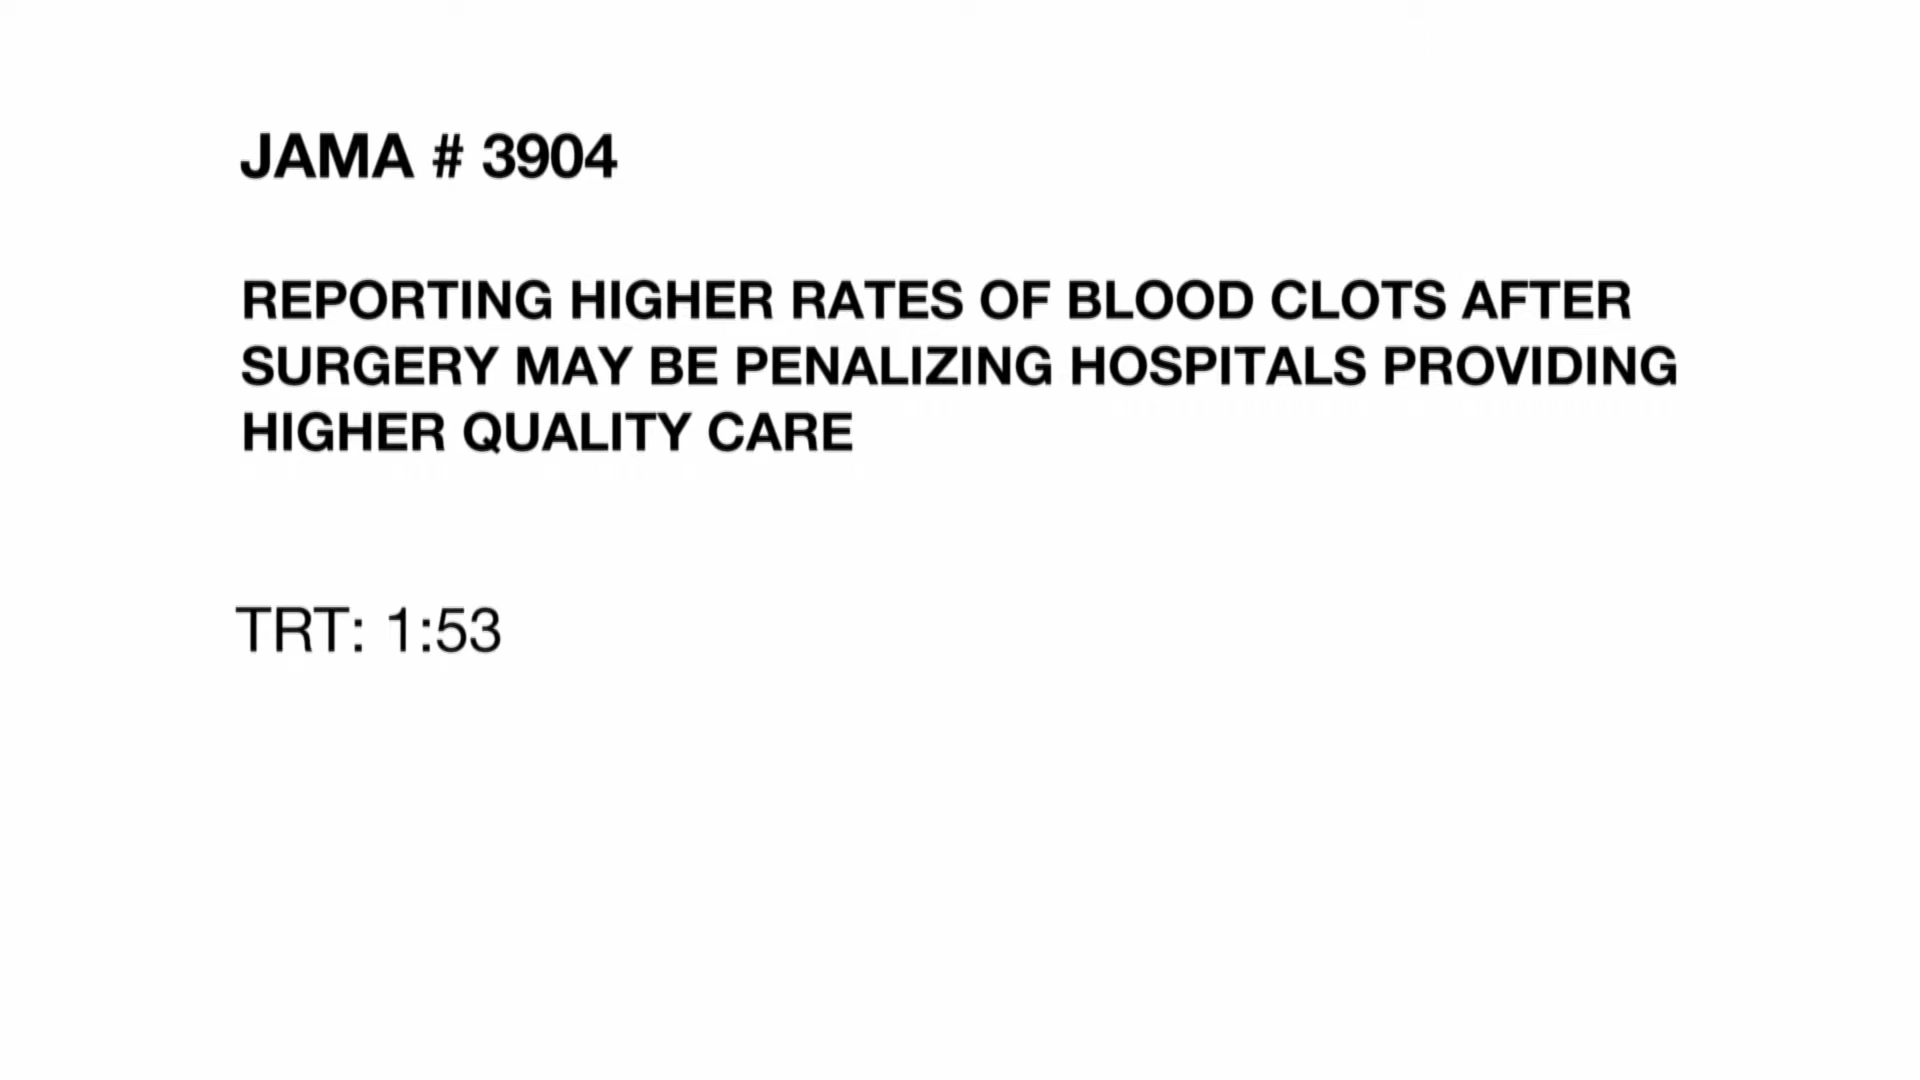 JAMA # 3904
REPORTING HIGHER RATES OF BLOOD CLOTS AFTER
SURGERY MAY BE PENALIZING HOSPITALS PROVIDING
HIGHER QUALITY CARE
TRT: 1:53